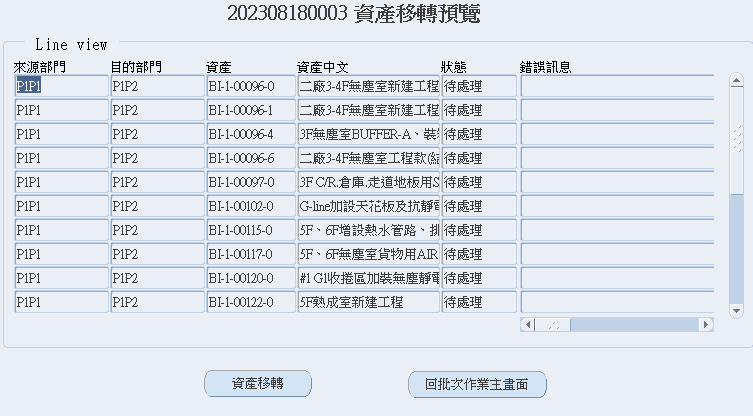 202308180003 資產移轉預覽
Line view
來源部門 目的部門 資產 資產中文 狀態 錯誤訊息
P1P1 P1P2 BI-1-00096-0 二廠3-4F無塵室新建工程 待處理
P1P1 P1P2 BI-1-00096-1 二廠3-4F無塵室新建工程 待處理
P1P1 P1P2 BI-1-00096-4 3F無塵室BUFFER-A、裝 待處理
P1P1 P1P2 BI-1-00096-6 二廠3-4F無塵室工程款( 待處理
P1P1 P1P2 BI-1-00097-0 3F C/R.倉庫.走道地板用S 待處理
P1P1 P1P2 BI-1-00102-0 G-line加設天花板及抗靜電 待處理
P1P1 P1P2 BI-1-00115-0 5F、6F增設熱水管路、排 待處理
P1P1 P1P2 BI-1-00117-0 5F、6F無塵室貨物用AIR 待處理
P1P1 P1P2 BI-1-00120-0 #1 G1收捲區加裝無塵靜電 待處理
P1P1 P1P2 BI-1-00122-0 5F熟成室新建工程 待處理
資產移轉 回批次作業主畫面